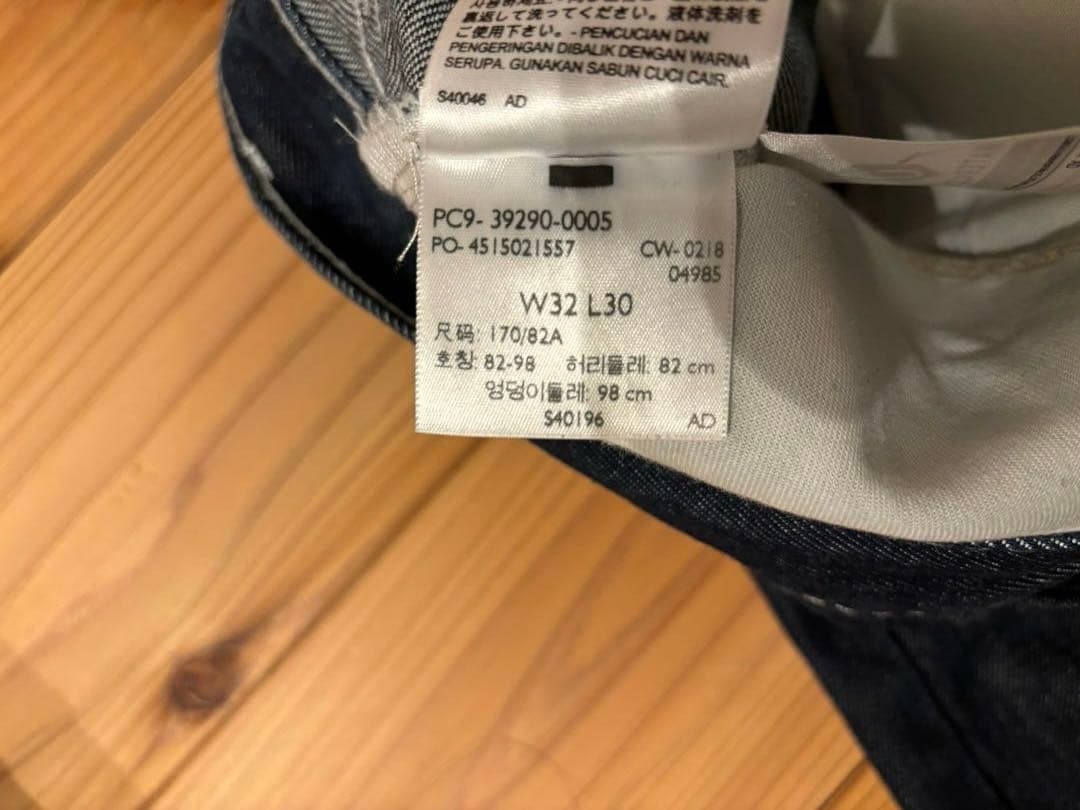 裏返して洗ってください。液体洗剤を
ご使用下さい。- PENCUCIAN DAN
PENGERINGAN DIBALIK DENGAN WARNA
SERUPA. GUNAKAN SABUN CUCI CAIR.
S40046 AD
PC9- 39290-0005
PO- 4515021557 CW- 0218
04985
W32 L30
尺码: 170/82A
호칭: 82-98 허리둘레: 82 cm
엉덩이둘레: 98 cm
S40196 AD